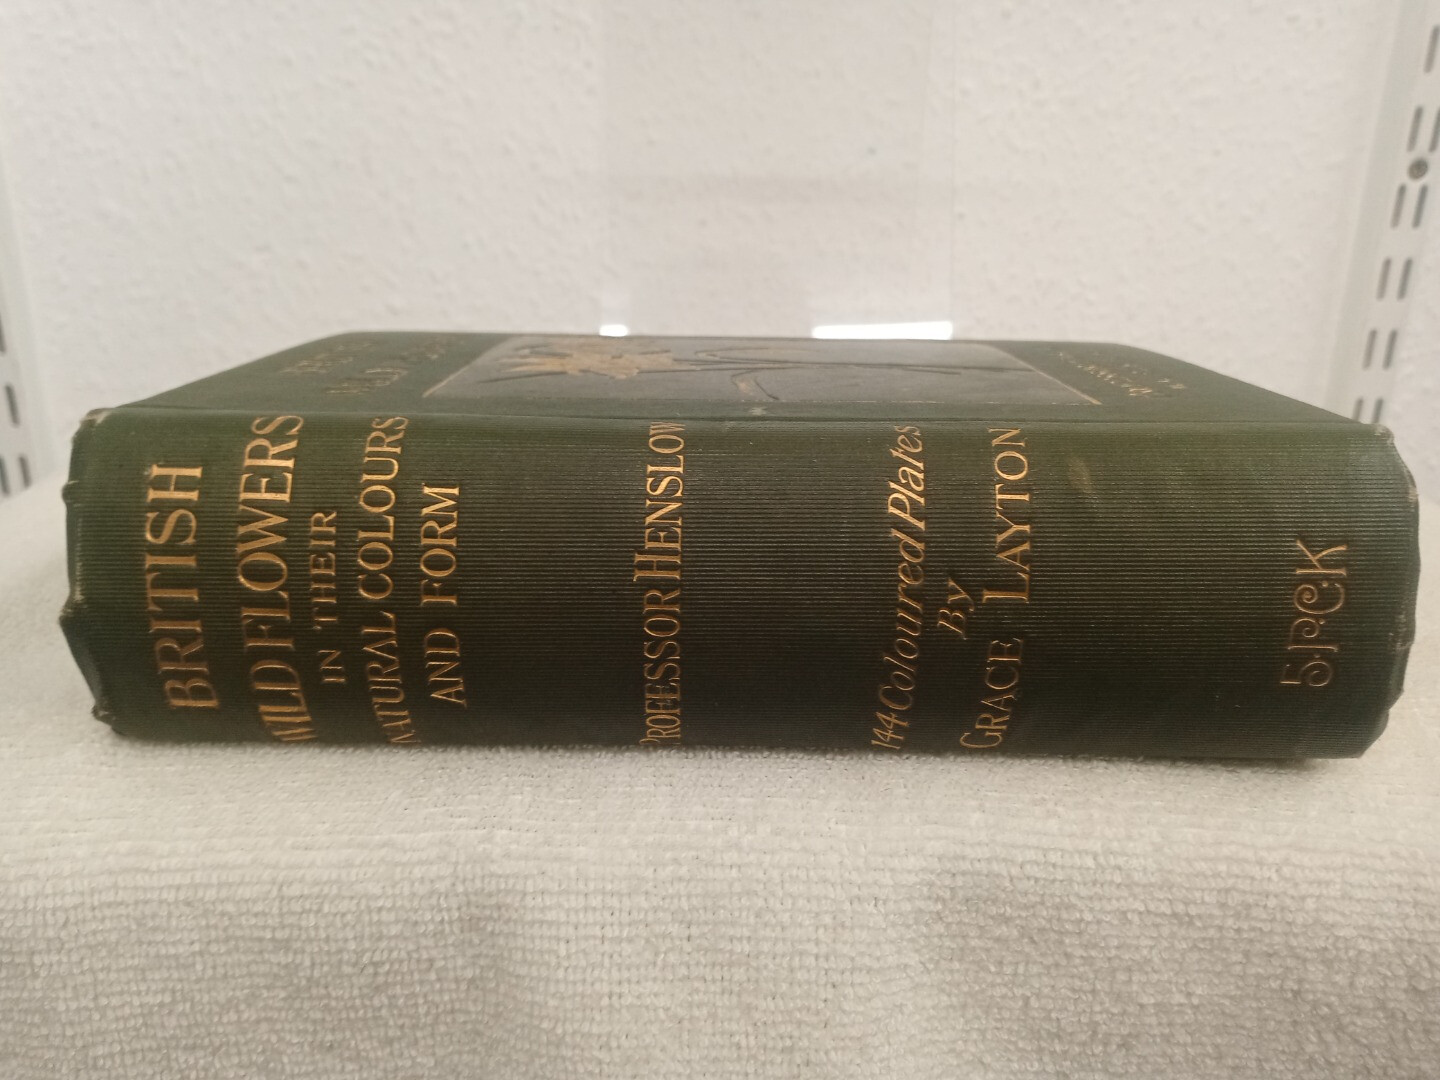 BRITISH
WILD FLOWERS
IN THEIR
NATURAL COLOURS
AND FORM
PROFESSOR HENSLOW
144 Coloured Plates
By
GRACE LAYTON
S.P.C.K